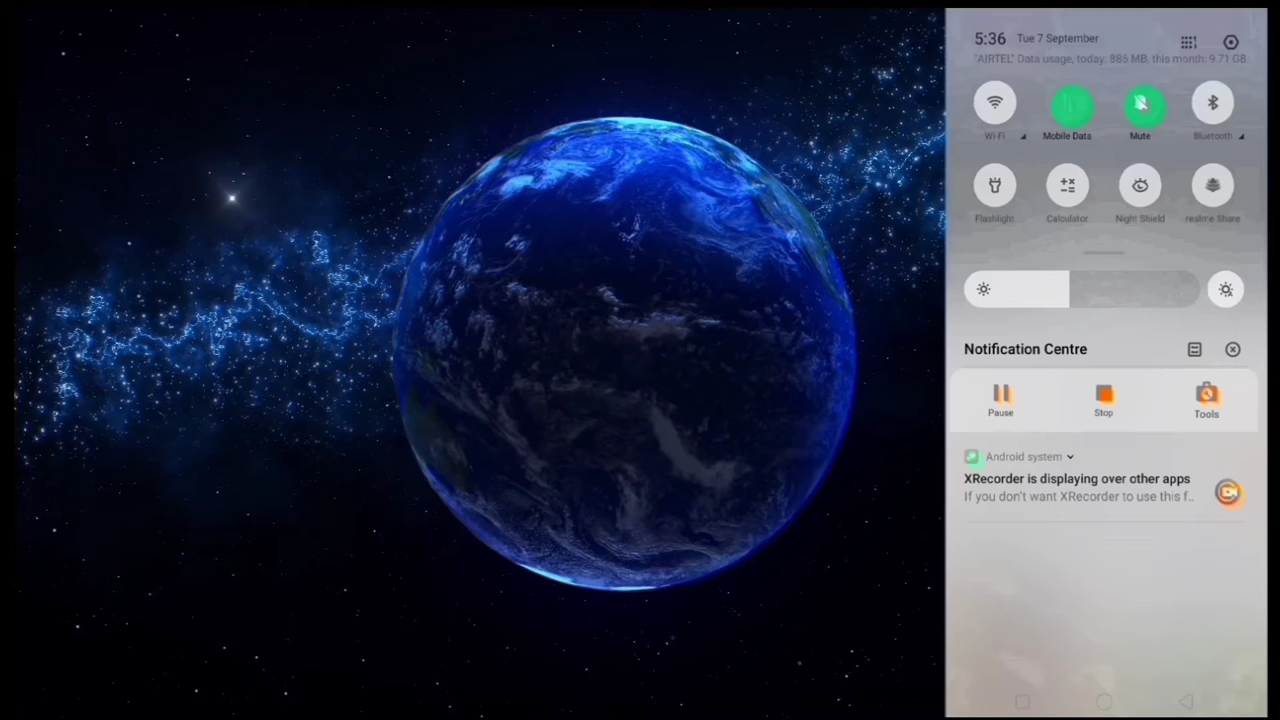 5:36 Tue 7 September
"AIRTEL" Data usage, today: 885 MB, this month: 9.71 GB
Wi-Fi Mobile Data Mute Bluetooth
Flashlight Calculator Night Shield realme Share
Notification Centre
Pause Stop Tools
Android system
XRecorder is displaying over other apps
If you don't want XRecorder to use this f..